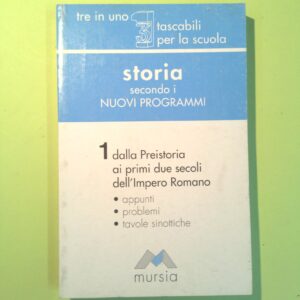 tre in uno
tascabili
per la scuola
storia
secondo i
NUOVI PROGRAMMI
1 dalla Preistoria
ai primi due secoli
dell'Impero Romano
• appunti
• problemi
• tavole sinottiche
mursia